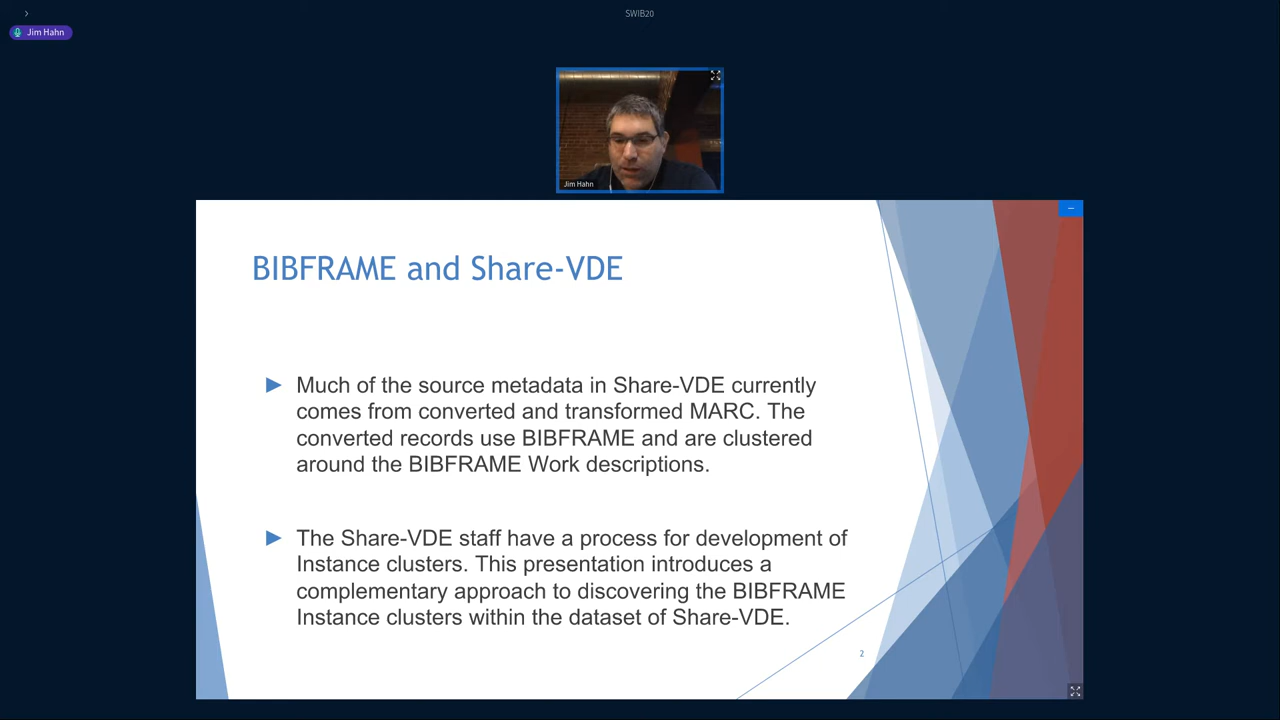 SWIB20
Jim Hahn
Jim Hahn
BIBFRAME and Share-VDE
Much of the source metadata in Share-VDE currently
comes from converted and transformed MARC. The
converted records use BIBFRAME and are clustered
around the BIBFRAME Work descriptions.
The Share-VDE staff have a process for development of
Instance clusters. This presentation introduces a
complementary approach to discovering the BIBFRAME
Instance clusters within the dataset of Share-VDE.
2